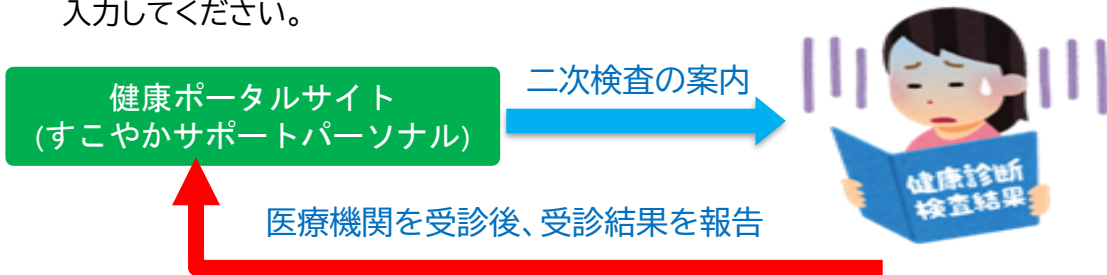 入力してください。
健康ポータルサイト
(すこやかサポートパーソナル)
二次検査の案内
健康診断
検査結果
医療機関を受診後、受診結果を報告